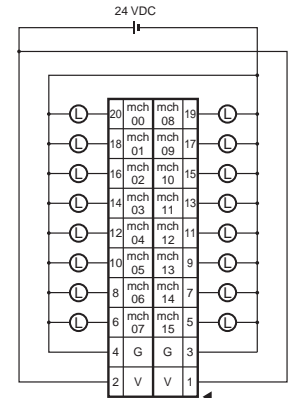 24 VDC
L 20 mch 00 mch 08 19 L
L 18 mch 01 mch 09 17 L
L 16 mch 02 mch 10 15 L
L 14 mch 03 mch 11 13 L
L 12 mch 04 mch 12 11 L
L 10 mch 05 mch 13 9 L
L 8 mch 06 mch 14 7 L
L 6 mch 07 mch 15 5 L
4 G G 3
2 V V 1